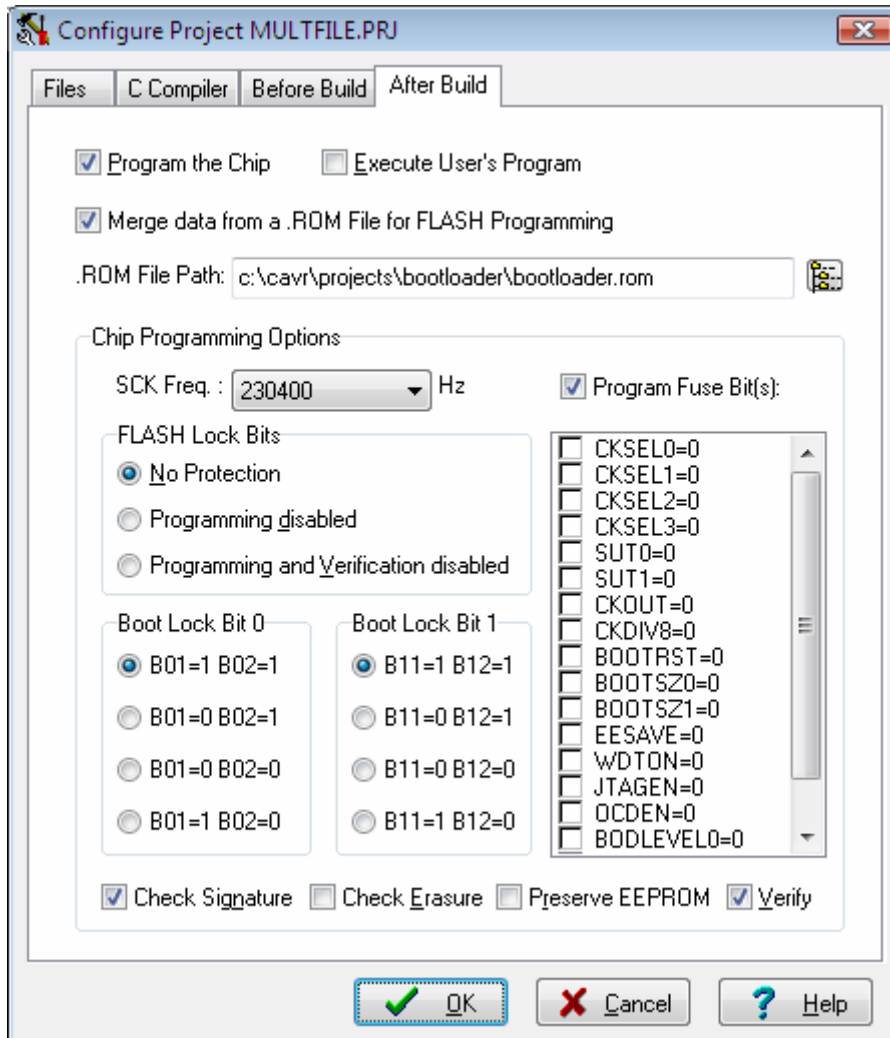 Configure Project MULTFILE.PRJ
Files C Compiler Before Build After Build
Program the Chip Execute User's Program
Merge data from a .ROM File for FLASH Programming
.ROM File Path: c:\cavr\projects\bootloader\bootloader.rom
Chip Programming Options
SCK Freq. : 230400 Hz Program Fuse Bit(s):
FLASH Lock Bits
No Protection
Programming disabled
Programming and Verification disabled
Boot Lock Bit 0
B01=1 B02=1
B01=0 B02=1
B01=0 B02=0
B01=1 B02=0
Boot Lock Bit 1
B11=1 B12=1
B11=0 B12=1
B11=0 B12=0
B11=1 B12=0
CKSEL0=0
CKSEL1=0
CKSEL2=0
CKSEL3=0
SUT0=0
SUT1=0
CKOUT=0
CKDIV8=0
BOOTRST=0
BOOTSZ0=0
BOOTSZ1=0
EESAVE=0
WDTON=0
JTAGEN=0
OCDEN=0
BODLEVEL0=0
Check Signature Check Erasure Preserve EEPROM Verify
OK Cancel Help